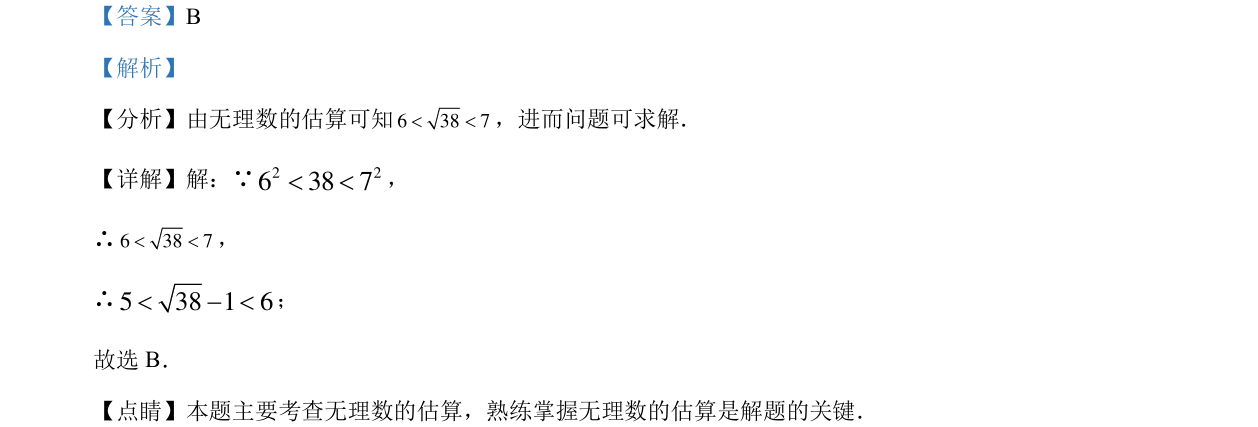 【答案】B
【解析】
【分析】由无理数的估算可知 6 < √38 < 7，进而问题可求解．
【详解】解：∵ 6² < 38 < 7²，
∴ 6 < √38 < 7，
∴ 5 < √38 − 1 < 6；
故选 B．
【点睛】本题主要考查无理数的估算，熟练掌握无理数的估算是解题的关键．